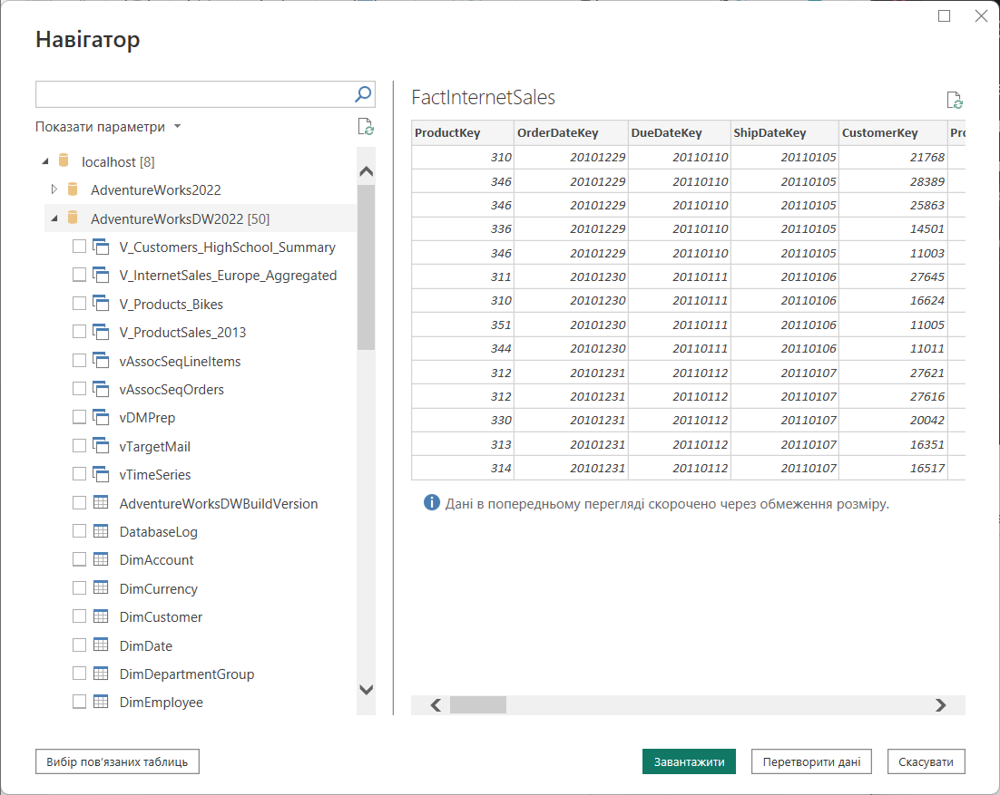 Навігатор
Показати параметри
localhost [8]
AdventureWorks2022
AdventureWorksDW2022 [50]
V_Customers_HighSchool_Summary
V_InternetSales_Europe_Aggregated
V_Products_Bikes
V_ProductSales_2013
vAssocSeqLineItems
vAssocSeqOrders
vDMPrep
vTargetMail
vTimeSeries
AdventureWorksDWBuildVersion
DatabaseLog
DimAccount
DimCurrency
DimCustomer
DimDate
DimDepartmentGroup
DimEmployee
FactInternetSales
ProductKey OrderDateKey DueDateKey ShipDateKey CustomerKey Pro
310 20101229 20110110 20110105 21768
346 20101229 20110110 20110105 28389
346 20101229 20110110 20110105 25863
336 20101229 20110110 20110105 14501
346 20101229 20110110 20110105 11003
311 20101230 20110111 20110106 27645
310 20101230 20110111 20110106 16624
351 20101230 20110111 20110106 11005
344 20101230 20110111 20110106 11011
312 20101231 20110112 20110107 27621
312 20101231 20110112 20110107 27616
330 20101231 20110112 20110107 20042
313 20101231 20110112 20110107 16351
314 20101231 20110112 20110107 16517
Дані в попередньому перегляді скорочено через обмеження розміру.
Вибір пов'язаних таблиць
Завантажити
Перетворити дані
Скасувати